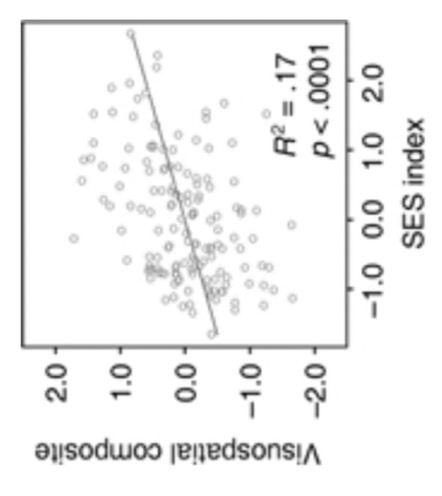 Visuospatial composite
2.0
1.0
0.0
−1.0
−2.0
R² = .17
p < .0001
−1.0 0.0 1.0 2.0
SES index